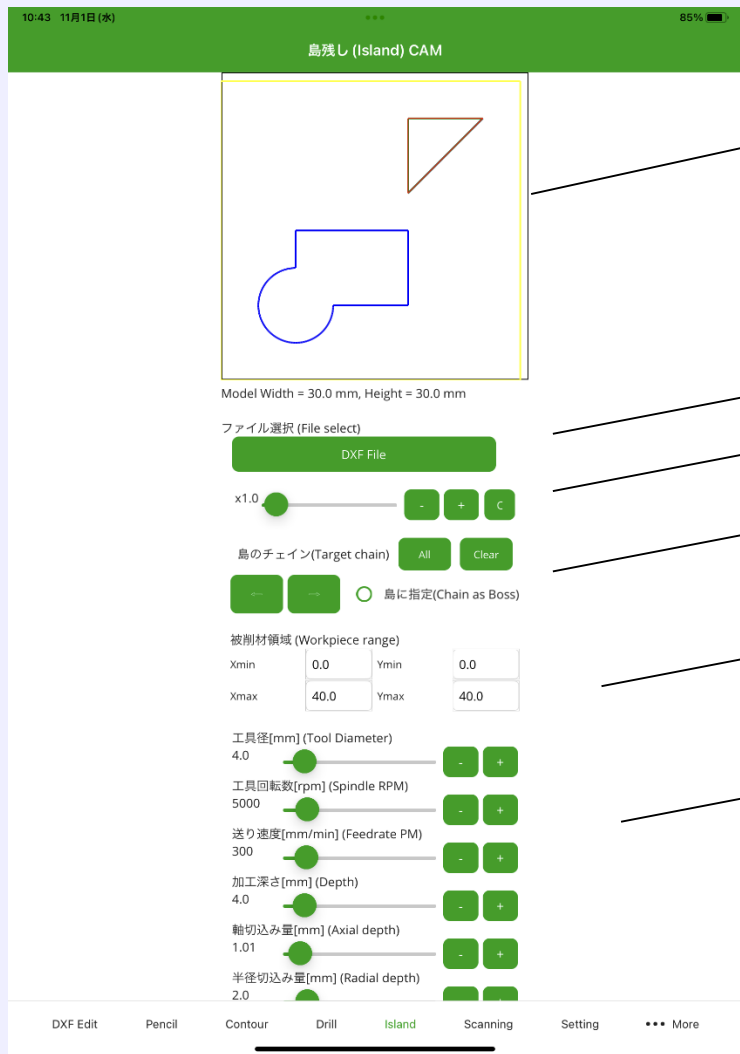 10:43 11月1日(水)
85%
島残し (Island) CAM
Model Width = 30.0 mm, Height = 30.0 mm
ファイル選択 (File select)
DXF File
x1.0 - + C
島のチェイン(Target chain) All Clear
← → 島に指定(Chain as Boss)
被削材領域 (Workpiece range)
Xmin 0.0 Ymin 0.0
Xmax 40.0 Ymax 40.0
工具径[mm] (Tool Diameter)
4.0 - +
工具回転数[rpm] (Spindle RPM)
5000 - +
送り速度[mm/min] (Feedrate PM)
300 - +
加工深さ[mm] (Depth)
4.0 - +
軸切込み量[mm] (Axial depth)
1.01 - +
半径切込み量[mm] (Radial depth)
2.0 - +
DXF Edit Pencil Contour Drill Island Scanning Setting ••• More